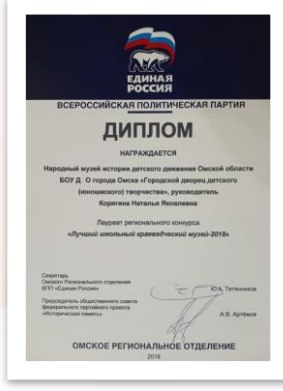 ЕДИНАЯ
РОССИЯ
ВСЕРОССИЙСКАЯ ПОЛИТИЧЕСКАЯ ПАРТИЯ
ДИПЛОМ
НАГРАЖДАЕТСЯ
Народный музей истории детского движения Омской области
БОУ Д О города Омска «Городской дворец детского
(юношеского) творчества», руководитель
Корягина Наталья Яковлевна
Лауреат регионального конкурса
«Лучший школьный краеведческий музей-2018»
Секретарь
Омского Регионального отделения
ВПП «Единая Россия»
Ю.А. Тетянников
Председатель общественного совета
федерального партийного проекта
«Историческая память»
А.В. Артёмов
ОМСКОЕ РЕГИОНАЛЬНОЕ ОТДЕЛЕНИЕ
2018